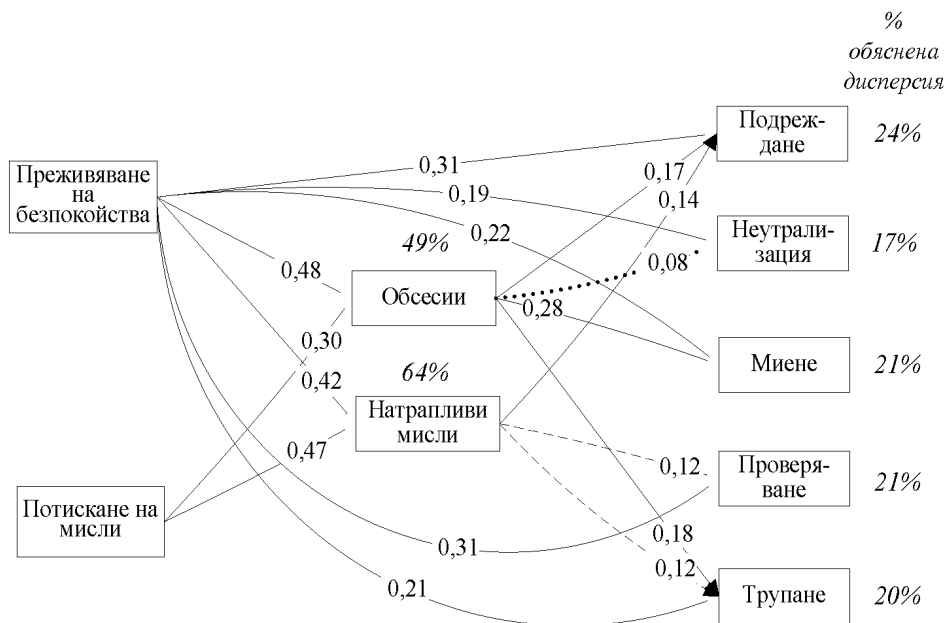 %
обяснена
дисперсия
Подреж-
дане
24%
0,31
0,17
Преживяване
на
безпокойства
0,19
0,14
0,22
Неутрали-
зация
17%
49%
0,48
0,08
Обсесии
0,28
0,30
64%
Миене
21%
0,42
Натрапливи
мисли
0,47
0,12
Проверя-
ване
21%
Потискане на
мисли
0,18
0,31
0,12
0,21
Трупане
20%